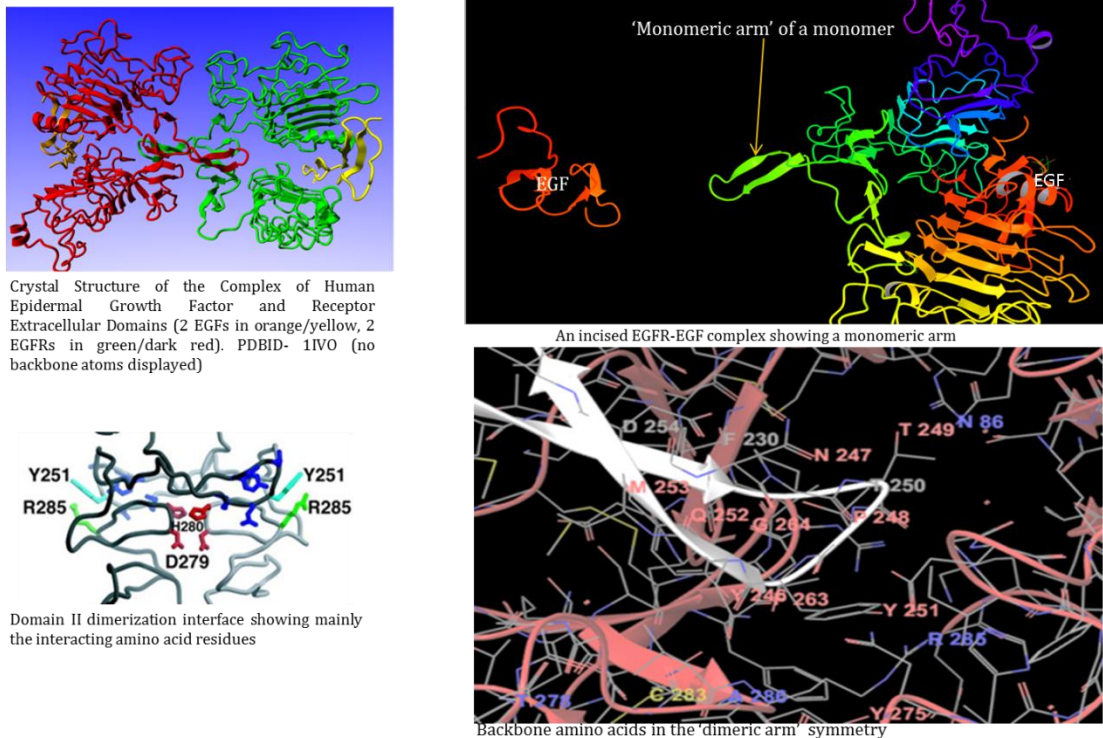 Crystal Structure of the Complex of Human
Epidermal Growth Factor and Receptor
Extracellular Domains (2 EGFs in orange/yellow, 2
EGFRs in green/dark red). PDBID- 1IVO (no
backbone atoms displayed)
'Monomeric arm' of a monomer
EGF
EGF
An incised EGFR-EGF complex showing a monomeric arm
Y251
Y251
R285
R285
H280
D279
Domain II dimerization interface showing mainly
the interacting amino acid residues
N 86
D 254
F 230
T 249
N 247
M 253
250
Q 252
G 264
P 248
Y 246
263
Y 251
R 285
T 278
C 283
A 286
Y 275
Backbone amino acids in the 'dimeric arm' symmetry